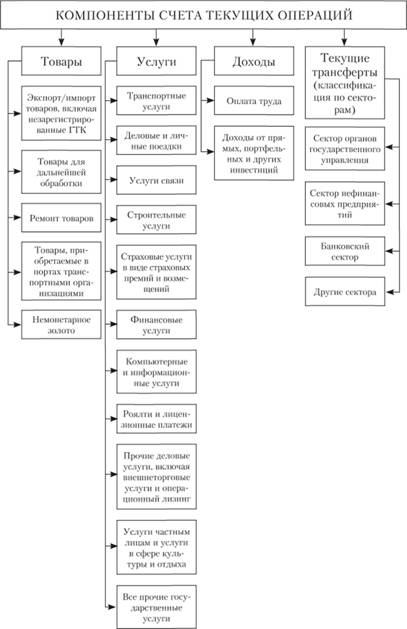 КОМПОНЕНТЫ СЧЕТА ТЕКУЩИХ ОПЕРАЦИЙ
Товары
Экспорт/импорт
товаров, включая
незарегистриро-
ванные ГТК
Товары для
дальнейшей
обработки
Ремонт товаров
Товары, при-
обретаемые в
портах транс-
портными орга-
низациями
Немонетарное
золото
Услуги
Транспортные
услуги
Деловые и лич-
ные поездки
Услуги связи
Строительные
услуги
Страховые услуги
в виде страховых
премий и возме-
щений
Финансовые
услуги
Компьютерные
и информацион-
ные услуги
Роялти и лицен-
зионные платежи
Прочие деловые
услуги, включая
внешнеторговые
услуги и опера-
ционный лизинг
Услуги частным
лицам и услуги
в сфере куль-
туры и отдыха
Все прочие госу-
дарственные
услуги
Доходы
Оплата труда
Доходы от пря-
мых, портфель-
ных и других
инвестиций
Текущие
трансферты
(классифика-
ция по секто-
рам)
Сектор органов
государственного
управления
Сектор нефинан-
совых предприя-
тий
Банковский
сектор
Другие сектора